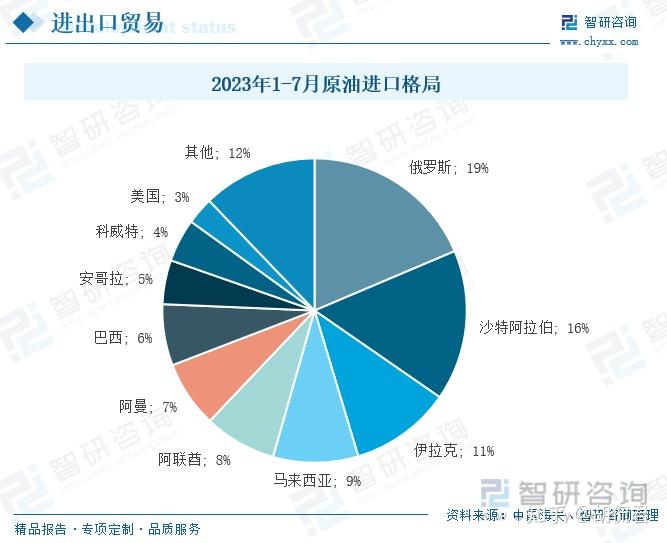 进出口贸易
智研咨询
www.chyxx.com
2023年1-7月原油进口格局
其他; 12%
俄罗斯; 19%
美国; 3%
科威特; 4%
安哥拉; 5%
沙特阿拉伯; 16%
巴西; 6%
阿曼; 7%
伊拉克; 11%
阿联酋; 8%
马来西亚; 9%
智研咨询
精品报告·专项定制·品质服务
资料来源：中国海关、智研咨询整理